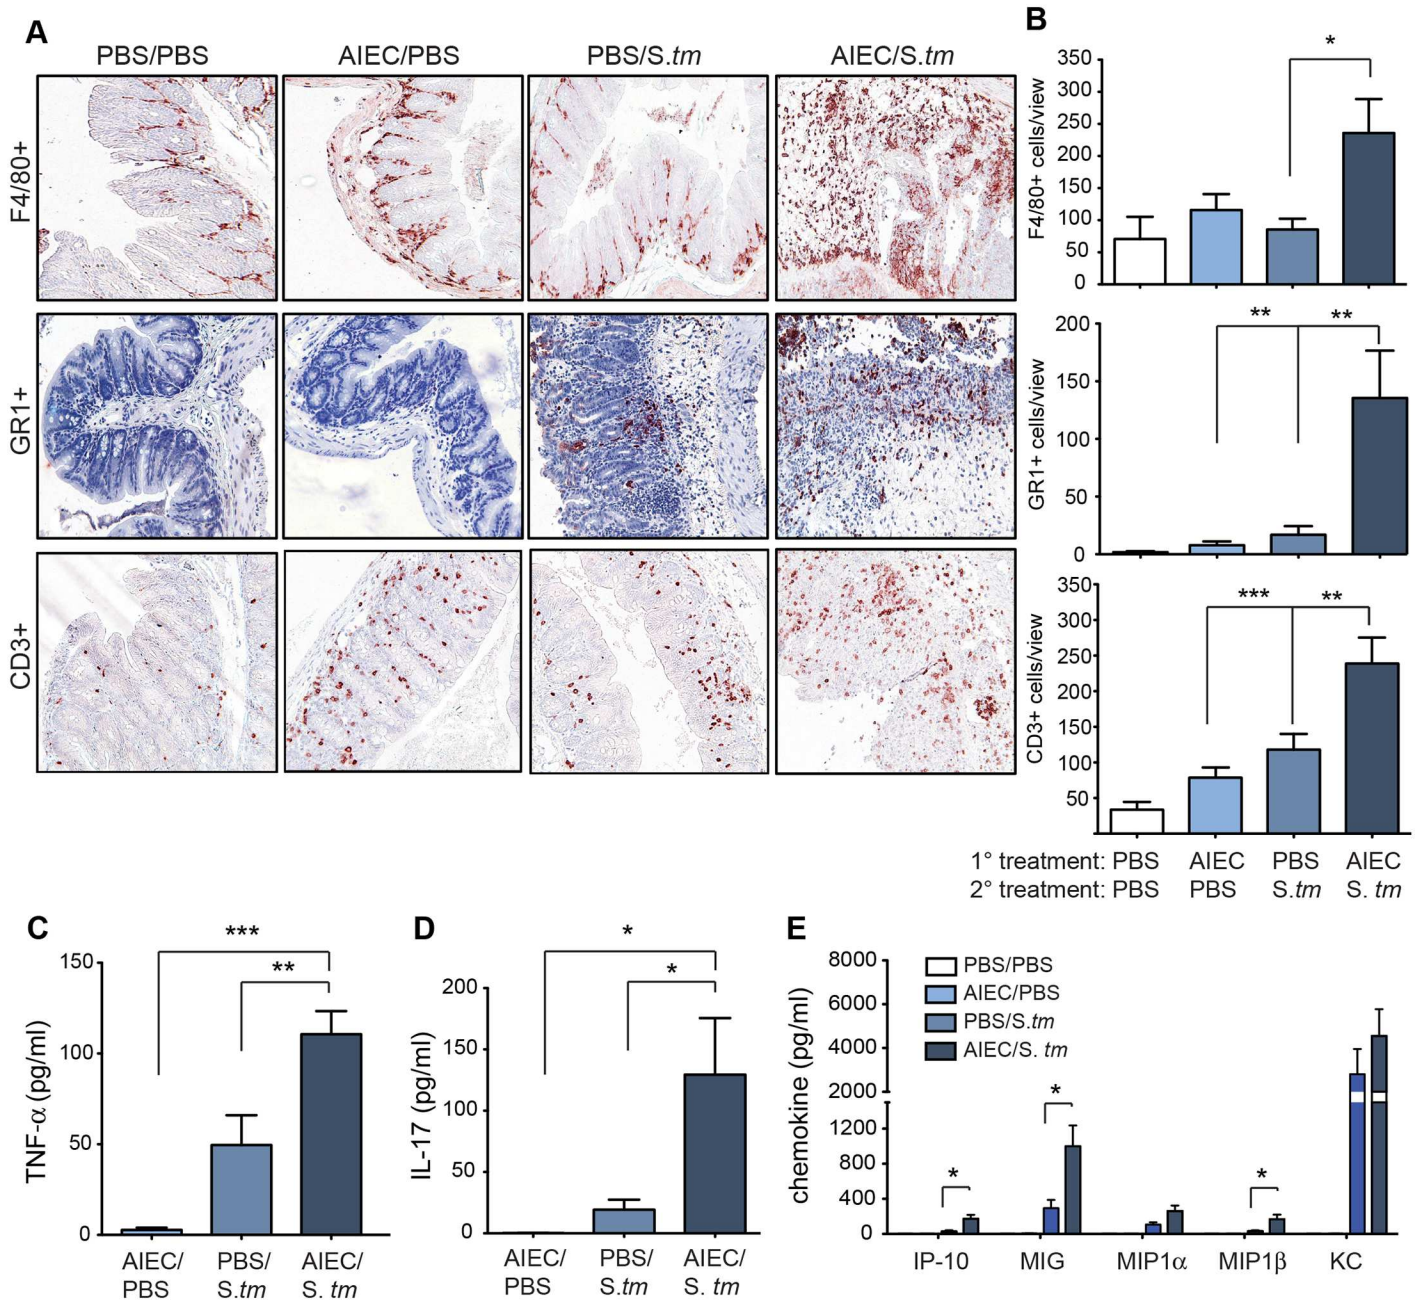 A
PBS/PBS
AIEC/PBS
PBS/S.tm
AIEC/S.tm
F4/80+
GR1+
CD3+
B
*
F4/80+ cells/view
350
300
250
200
150
100
50
0
** **
GR1+ cells/view
200
150
100
50
0
*** **
CD3+ cells/view
350
300
250
200
150
100
50
1° treatment: PBS AIEC PBS AIEC
2° treatment: PBS PBS S.tm S. tm
C
***
**
TNF-α (pg/ml)
150
100
50
0
AIEC/
PBS
PBS/
S.tm
AIEC/
S. tm
D
*
*
IL-17 (pg/ml)
200
150
100
50
0
AIEC/
PBS
PBS/
S.tm
AIEC/
S. tm
E
chemokine (pg/ml)
8000
6000
4000
2000
1200
800
400
0
PBS/PBS
AIEC/PBS
PBS/S.tm
AIEC/S. tm
*
*
*
IP-10 MIG MIP1α MIP1β KC